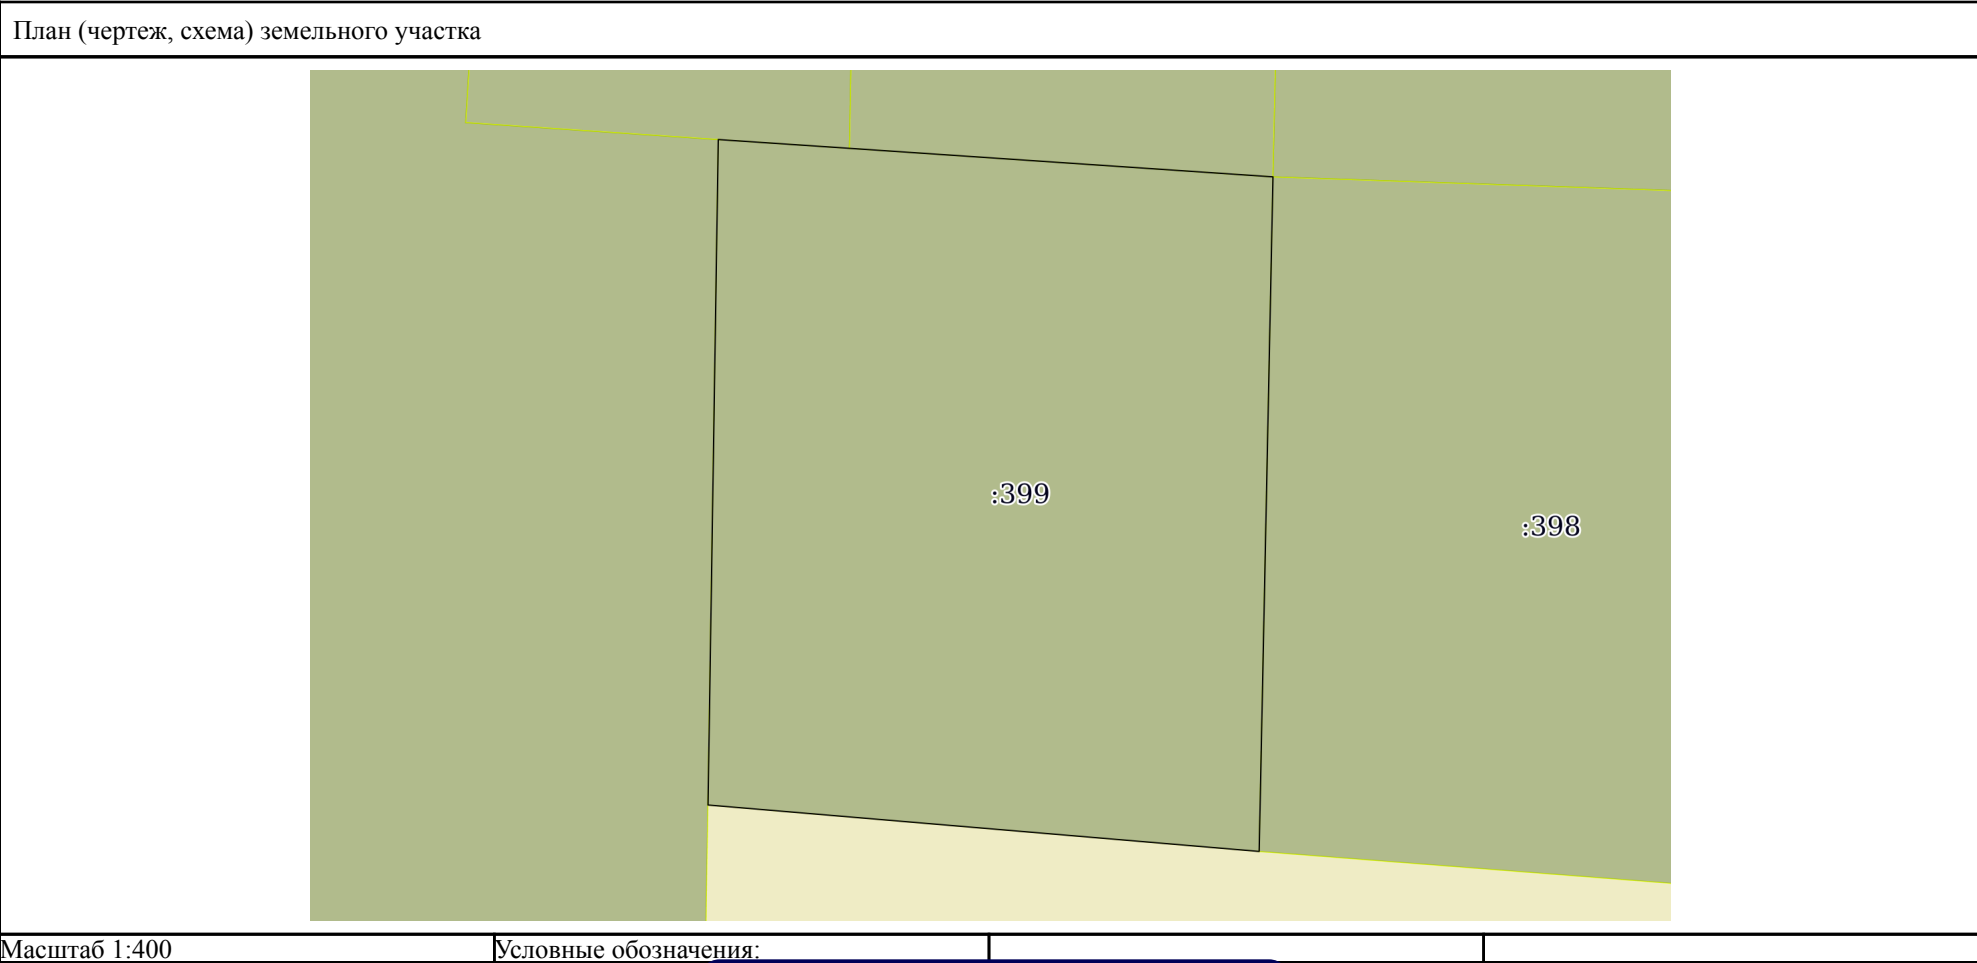 План (чертеж, схема) земельного участка
:399
:398
Масштаб 1:400
Условные обозначения: